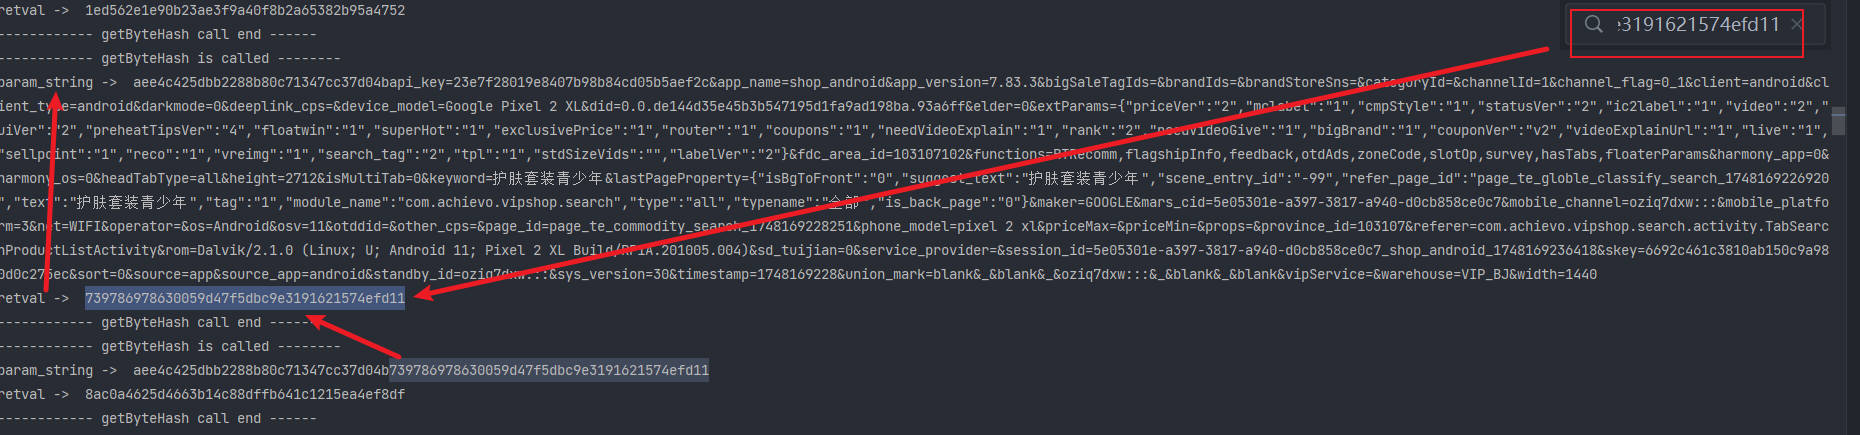 retval ->  1ed562e1e90b23ae3f9a40f8b2a65382b95a4752
------------ getByteHash call end ------
e3191621574efd11
------------ getByteHash is called --------
param_string ->  aee4c425dbb2288b80c71347cc37d04bapi_key=23e7f28019e8407b98b84cd05b5aef2c&app_name=shop_android&app_version=7.83.3&bigSaleTagIds=&brandIds=&brandStoreSns=&categoryId=&channelId=1&channel_flag=0_1&client=android&cl
ient_type=android&darkmode=0&deeplink_cps=&device_model=Google Pixel 2 XL&did=0.0.de144d35e45b3b547195d1fa9ad198ba.93a6ff&elder=0&extParams={"priceVer":"2","mclabel":"1","cmpStyle":"1","statusVer":"2","ic2label":"1","video":"2","
uiVer":"2","preheatTipsVer":"4","floatwin":"1","superHot":"1","exclusivePrice":"1","router":"1","coupons":"1","needVideoExplain":"1","rank":"2","needVideoGive":"1","bigBrand":"1","couponVer":"v2","videoExplainUrl":"1","live":"1",
"sellpoint":"1","reco":"1","vreimg":"1","search_tag":"2","tpl":"1","stdSizeVids":"","labelVer":"2"}&fdc_area_id=103107102&functions=RTRecomm,flagshipInfo,feedback,otdAds,zoneCode,slotOp,survey,hasTabs,floaterParams&harmony_app=0&
harmony_os=0&headTabType=all&height=2712&isMultiTab=0&keyword=护肤套装青少年&lastPageProperty={"isBgToFront":"0","suggest_text":"护肤套装青少年","scene_entry_id":"-99","refer_page_id":"page_te_globle_classify_search_1748169226920
","text":"护肤套装青少年","tag":"1","module_name":"com.achievo.vipshop.search","type":"all","typename":"全部","is_back_page":"0"}&maker=GOOGLE&mars_cid=5e05301e-a397-3817-a940-d0cb858ce0c7&mobile_channel=oziq7dxw:::&mobile_platfo
rm=3&net=WIFI&operator=&os=Android&osv=11&otddid=&other_cps=&page_id=page_te_commodity_search_1748169228251&phone_model=pixel 2 xl&priceMax=&priceMin=&props=&province_id=103107&referer=com.achievo.vipshop.search.activity.TabSearc
hProductListActivity&rom=Dalvik/2.1.0 (Linux; U; Android 11; Pixel 2 XL Build/RP1A.201005.004)&sd_tuijian=0&service_provider=&session_id=5e05301e-a397-3817-a940-d0cb858ce0c7_shop_android_1748169236418&skey=6692c461c3810ab150c9a98
0d0c275ec&sort=0&source=app&source_app=android&standby_id=oziq7dxw:::&sys_version=30&timestamp=1748169228&union_mark=blank&_&blank&_&oziq7dxw:::&_&blank&_&blank&vipService=&warehouse=VIP_BJ&width=1440
retval ->  739786978630059d47f5dbc9e3191621574efd11
------------ getByteHash call end ------
------------ getByteHash is called --------
param_string ->  aee4c425dbb2288b80c71347cc37d04b739786978630059d47f5dbc9e3191621574efd11
retval ->  8ac0a4625d4663b14c88dffb641c1215ea4ef8df
------------ getByteHash call end ------